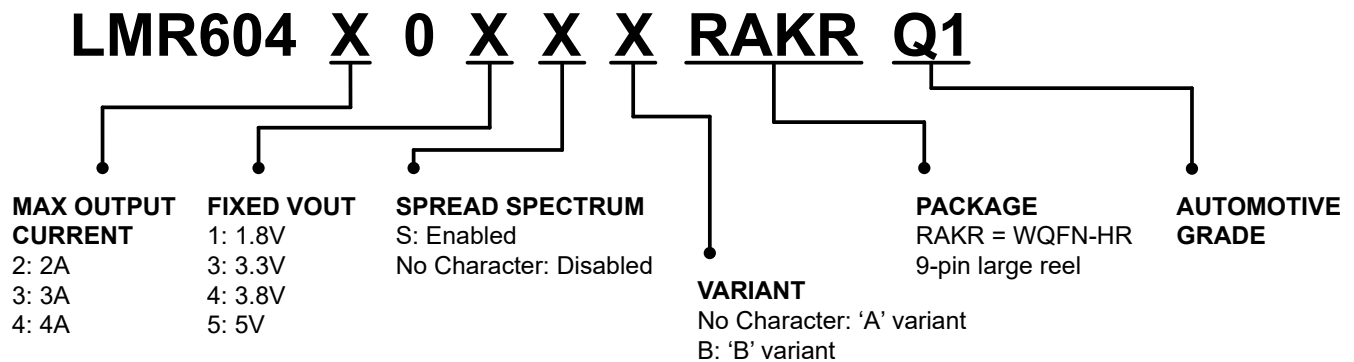 LMR604 X 0 X X X RAKR Q1
MAX OUTPUT
CURRENT
2: 2A
3: 3A
4: 4A
FIXED VOUT
1: 1.8V
3: 3.3V
4: 3.8V
5: 5V
SPREAD SPECTRUM
S: Enabled
No Character: Disabled
VARIANT
No Character: ‘A’ variant
B: ‘B’ variant
PACKAGE
RAKR = WQFN-HR
9-pin large reel
AUTOMOTIVE
GRADE